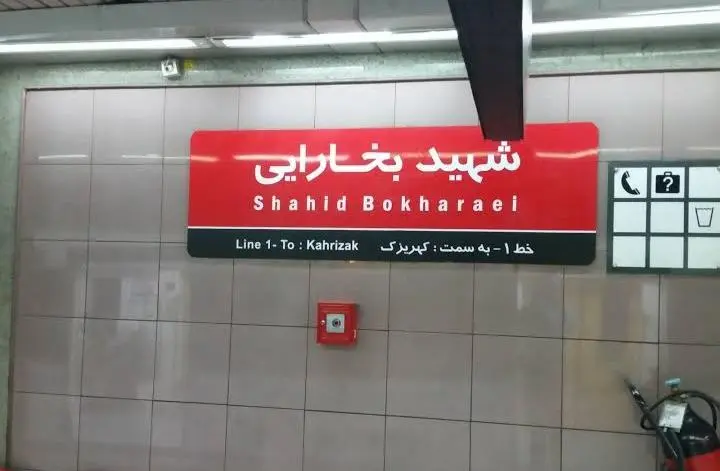 شهید بخارایی
Shahid Bokharaei
Line 1- To : Kahrizak خط ۱ - به سمت : کهریزک